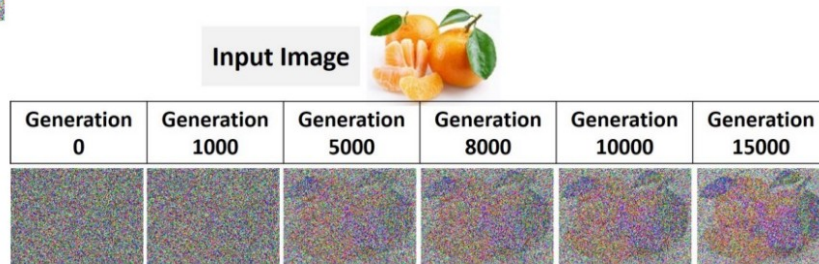 Input Image
Generation 0
Generation 1000
Generation 5000
Generation 8000
Generation 10000
Generation 15000